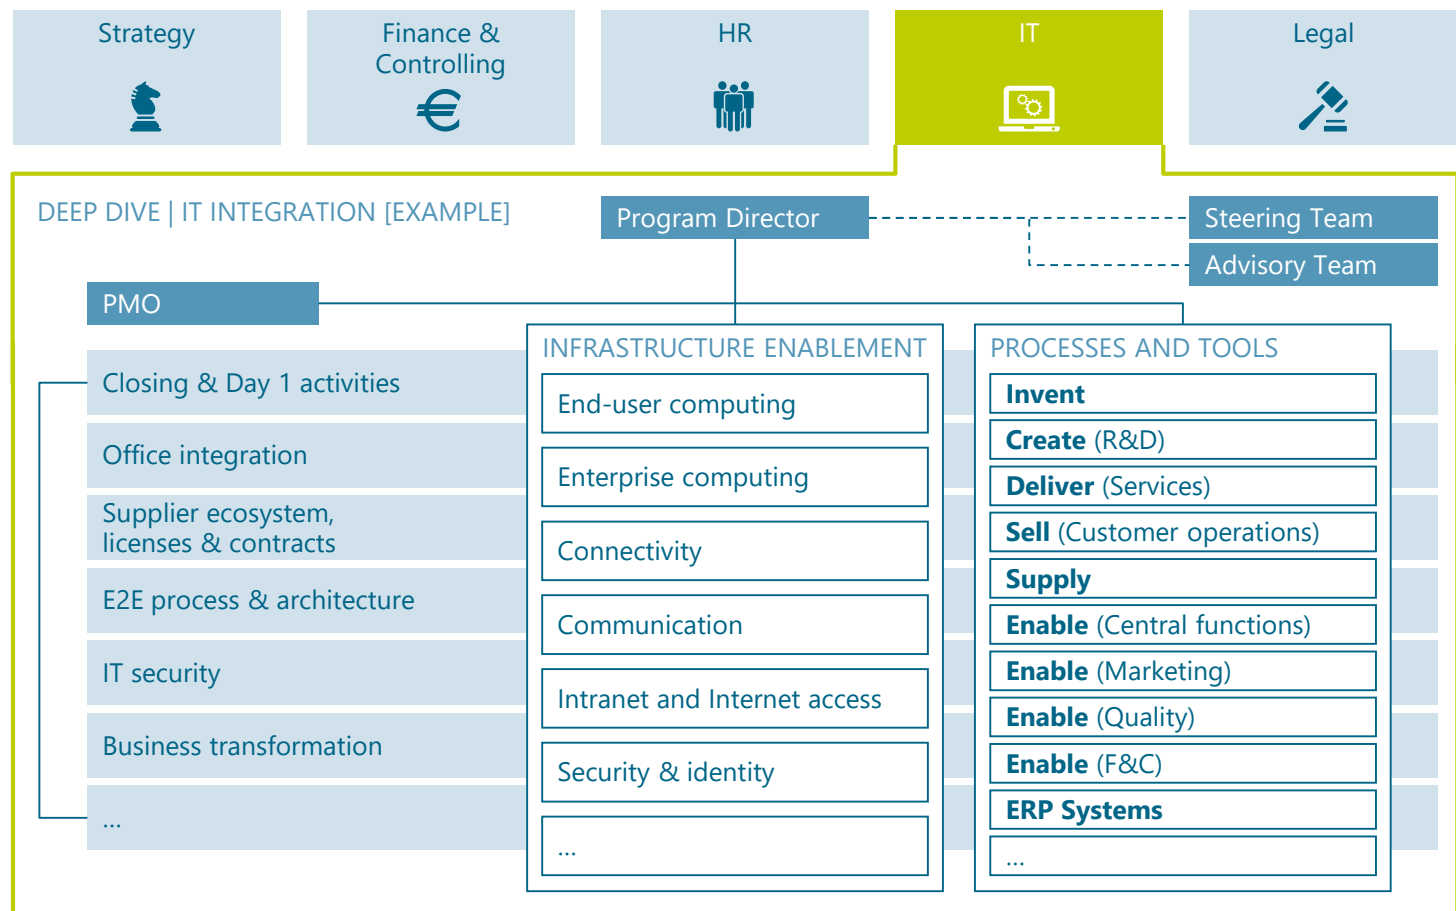 Strategy
Finance &
Controlling
€
HR
IT
Legal
DEEP DIVE | IT INTEGRATION [EXAMPLE]
Program Director
Steering Team
Advisory Team
PMO
Closing & Day 1 activities
Office integration
Supplier ecosystem,
licenses & contracts
E2E process & architecture
IT security
Business transformation
...
INFRASTRUCTURE ENABLEMENT
End-user computing
Enterprise computing
Connectivity
Communication
Intranet and Internet access
Security & identity
...
PROCESSES AND TOOLS
Invent
Create (R&D)
Deliver (Services)
Sell (Customer operations)
Supply
Enable (Central functions)
Enable (Marketing)
Enable (Quality)
Enable (F&C)
ERP Systems
...